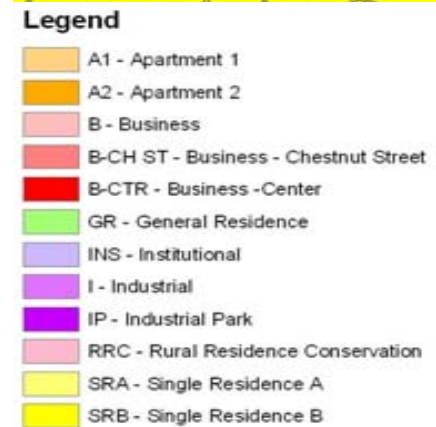 Legend
A1 - Apartment 1
A2 - Apartment 2
B - Business
B-CH ST - Business - Chestnut Street
B-CTR - Business -Center
GR - General Residence
INS - Institutional
I - Industrial
IP - Industrial Park
RRC - Rural Residence Conservation
SRA - Single Residence A
SRB - Single Residence B